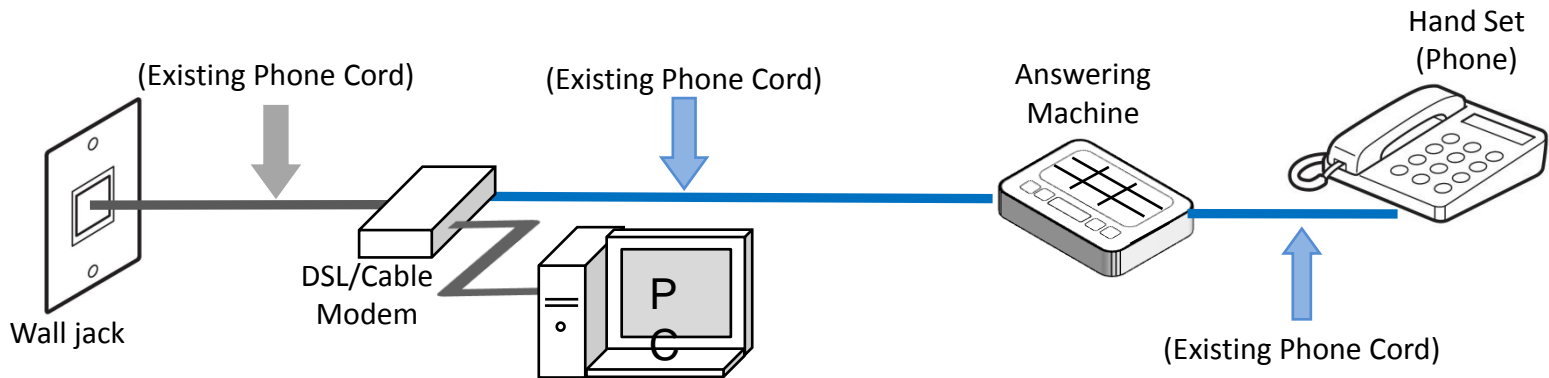 Hand Set
(Phone)
(Existing Phone Cord)
(Existing Phone Cord)
Answering
Machine
DSL/Cable
Modem
P
C
Wall jack
(Existing Phone Cord)